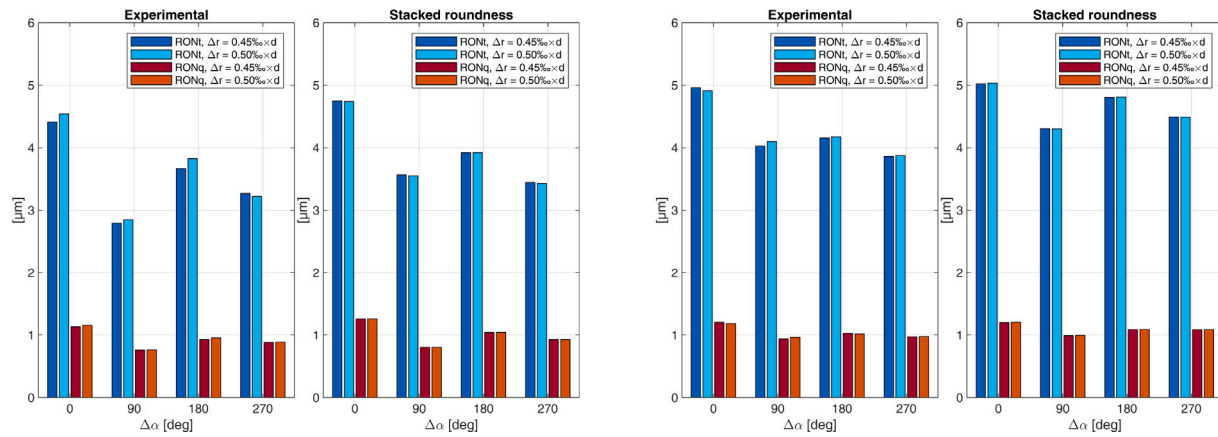 Experimental
RONt, Δr = 0.45‰×d
RONt, Δr = 0.50‰×d
RONq, Δr = 0.45‰×d
RONq, Δr = 0.50‰×d
6
5
4
3
2
1
0
[µm]
0 90 180 270
Δα [deg]
Stacked roundness
RONt, Δr = 0.45‰×d
RONt, Δr = 0.50‰×d
RONq, Δr = 0.45‰×d
RONq, Δr = 0.50‰×d
6
5
4
3
2
1
0
[µm]
0 90 180 270
Δα [deg]
Experimental
RONt, Δr = 0.45‰×d
RONt, Δr = 0.50‰×d
RONq, Δr = 0.45‰×d
RONq, Δr = 0.50‰×d
6
5
4
3
2
1
0
[µm]
0 90 180 270
Δα [deg]
Stacked roundness
RONt, Δr = 0.45‰×d
RONt, Δr = 0.50‰×d
RONq, Δr = 0.45‰×d
RONq, Δr = 0.50‰×d
6
5
4
3
2
1
0
[µm]
0 90 180 270
Δα [deg]